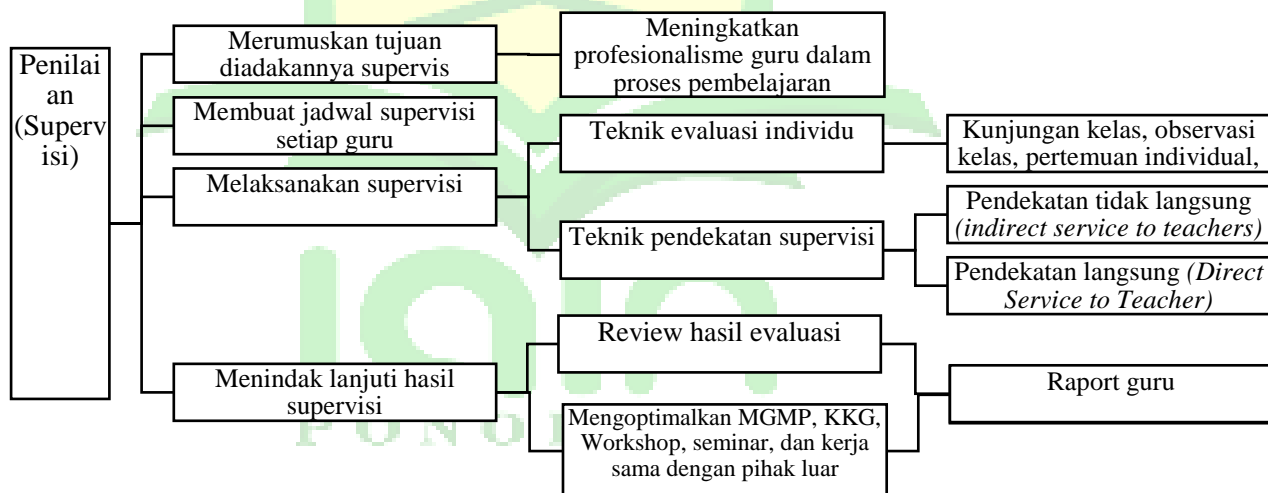 Penilai
an
(Superv
isi)
Merumuskan tujuan
diadakannya supervis
Meningkatkan
profesionalisme guru dalam
proses pembelajaran
Membuat jadwal supervisi
setiap guru
Melaksanakan supervisi
Teknik evaluasi individu
Kunjungan kelas, observasi
kelas, pertemuan individual,
Teknik pendekatan supervisi
Pendekatan tidak langsung
(indirect service to teachers)
Pendekatan langsung (Direct
Service to Teacher)
Menindak lanjuti hasil
supervisi
Review hasil evaluasi
Mengoptimalkan MGMP, KKG,
Workshop, seminar, dan kerja
sama dengan pihak luar
Raport guru
iain